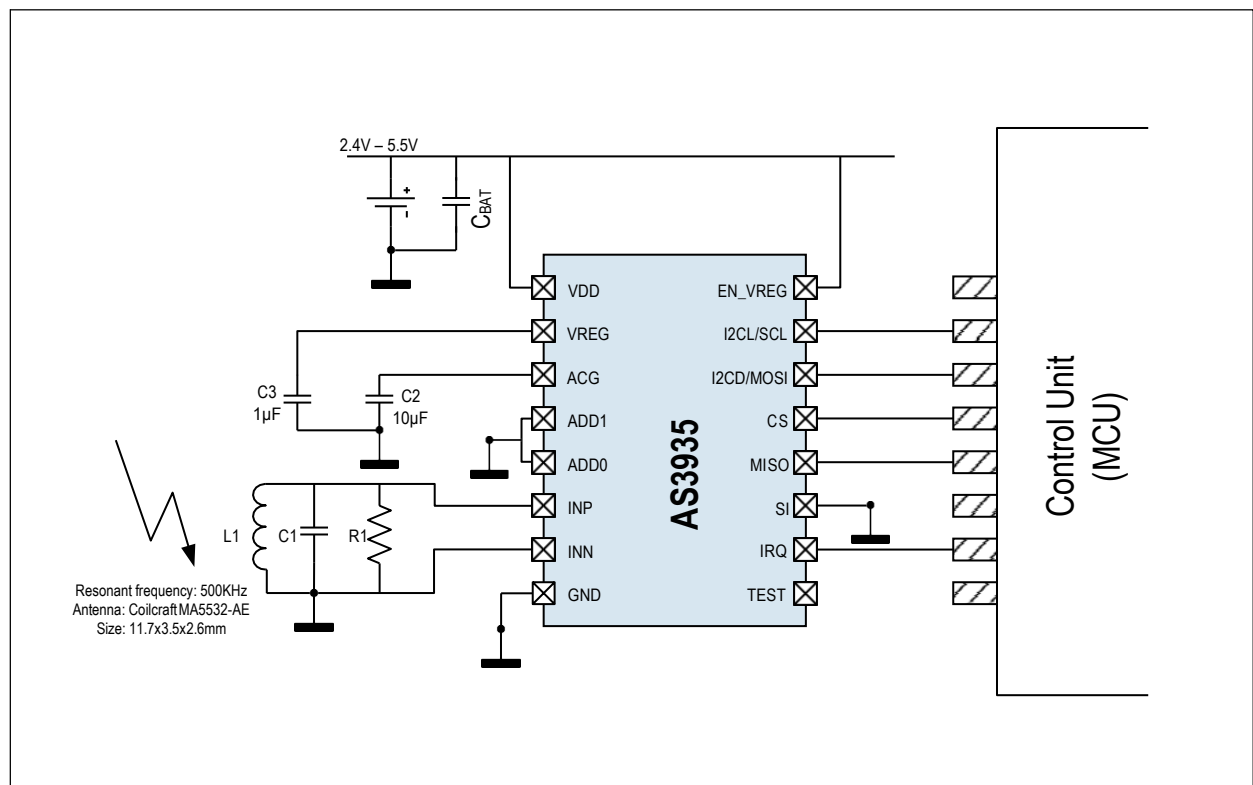 2.4V – 5.5V
+
-
CBAT
VDD
VREG
ACG
ADD1
ADD0
INP
INN
GND
EN_VREG
I2CL/SCL
I2CD/MOSI
CS
MISO
SI
IRQ
TEST
AS3935
Control Unit
(MCU)
C3
1µF
C2
10µF
L1
C1
R1
Resonant frequency: 500KHz
Antenna: Coilcraft MA5532-AE
Size: 11.7x3.5x2.6mm